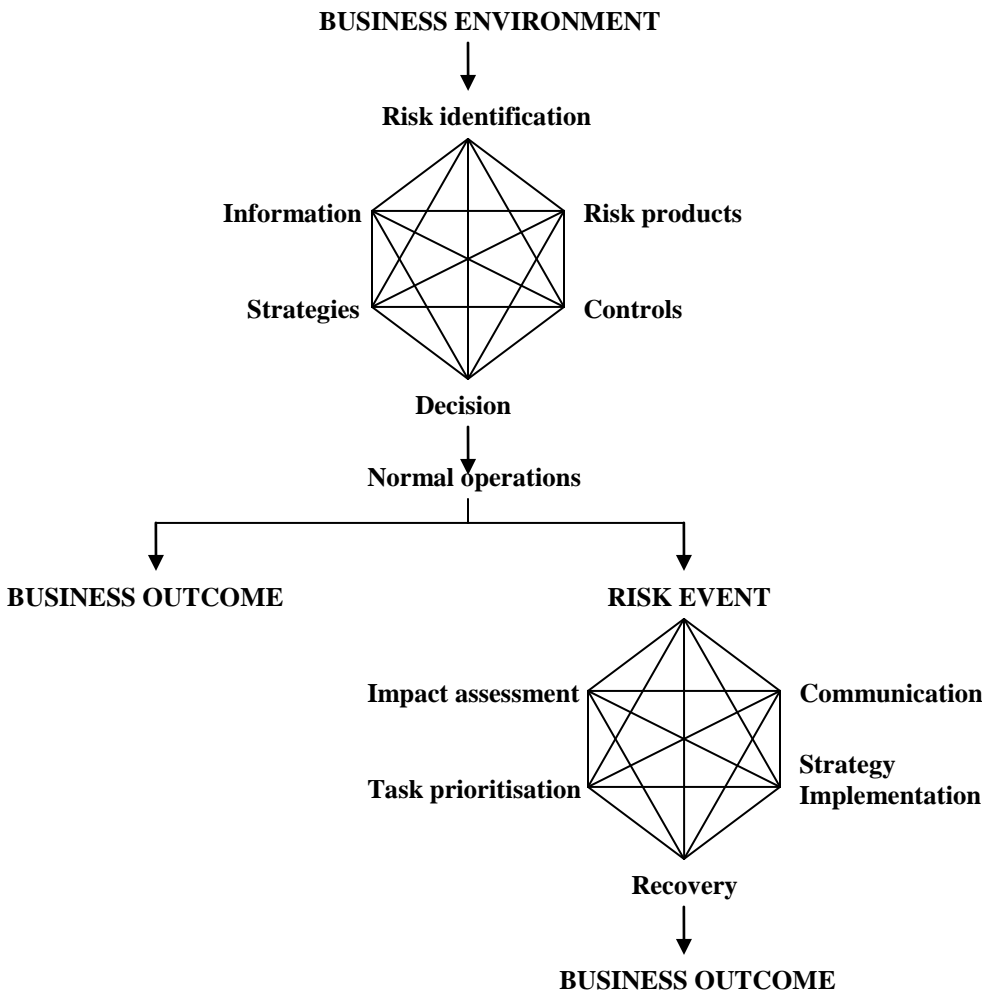 BUSINESS ENVIRONMENT
Risk identification
Information
Risk products
Strategies
Controls
Decision
Normal operations
BUSINESS OUTCOME
RISK EVENT
Impact assessment
Communication
Task prioritisation
Strategy
Implementation
Recovery
BUSINESS OUTCOME